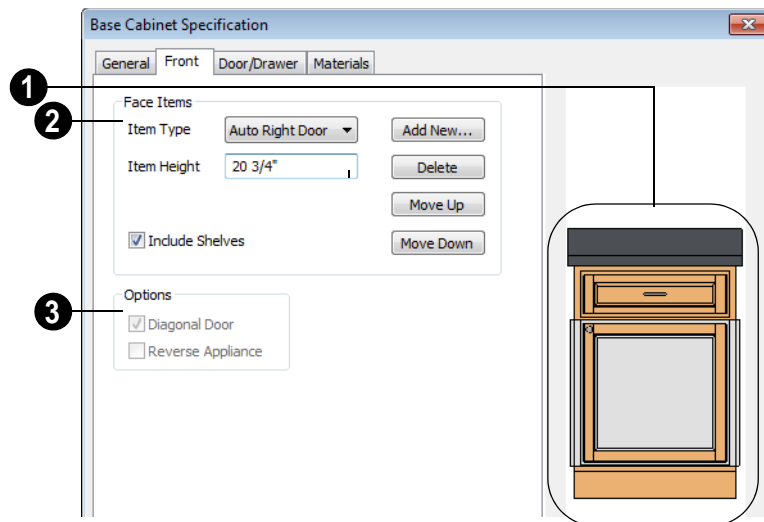 Base Cabinet Specification
General Front Door/Drawer Materials
1
Face Items
2
Item Type Auto Right Door Add New...
Item Height 20 3/4" Delete
Move Up
Include Shelves Move Down
Options
3
Diagonal Door
Reverse Appliance